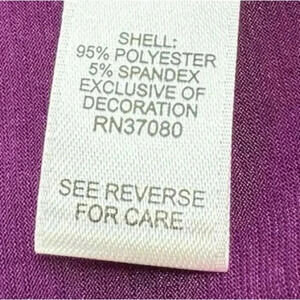 SHELL:
95% POLYESTER
5% SPANDEX
EXCLUSIVE OF
DECORATION
RN37080
SEE REVERSE
FOR CARE